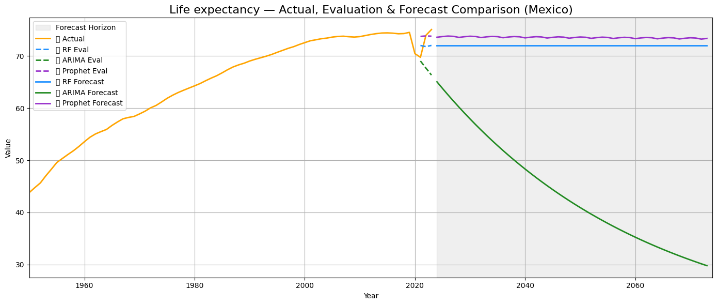 Life expectancy — Actual, Evaluation & Forecast Comparison (Mexico)
Forecast Horizon
Actual
RF Eval
ARIMA Eval
Prophet Eval
RF Forecast
ARIMA Forecast
Prophet Forecast
Value
70
60
50
40
30
1960
1980
2000
2020
2040
2060
Year